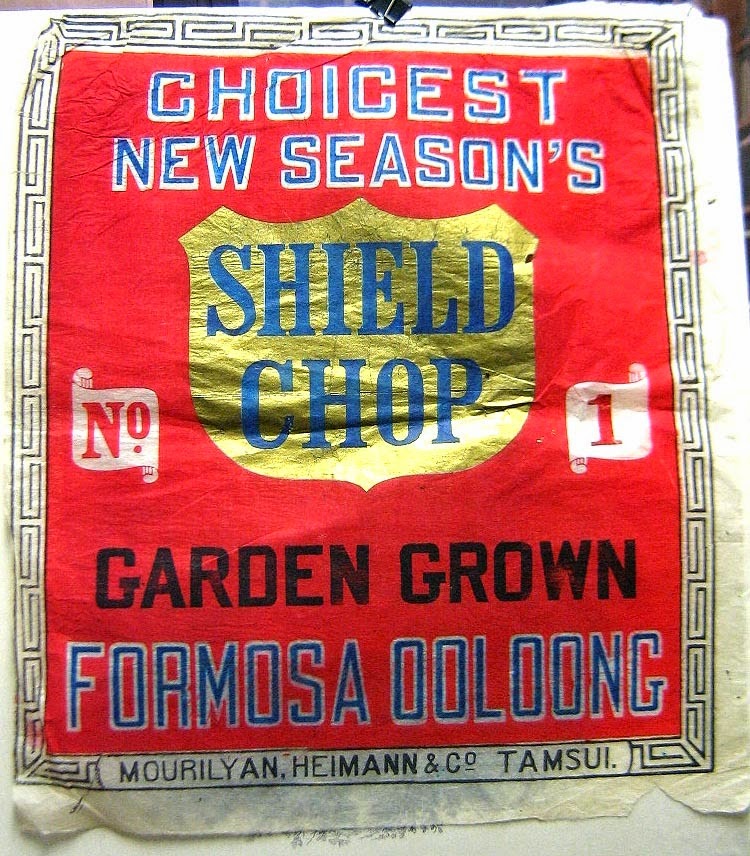 CHOICEST
NEW SEASON'S
SHIELD
CHOP
No. 1
GARDEN GROWN
FORMOSA OOLOONG
MOURILYAN, HEIMANN & Co TAMSUI.